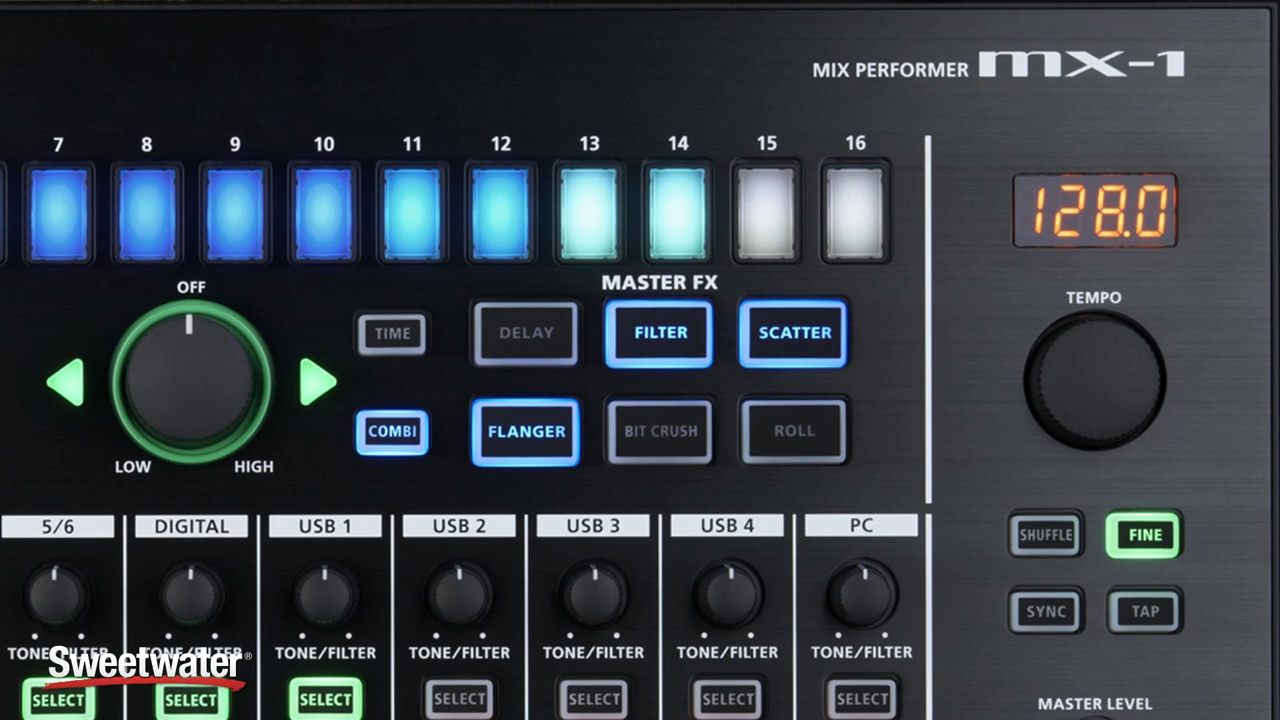 MIX PERFORMER MX-1
7 8 9 10 11 12 13 14 15 16
128.0
MASTER FX
OFF
TEMPO
TIME DELAY FILTER SCATTER
COMBI FLANGER BIT CRUSH ROLL
LOW HIGH
5/6 DIGITAL USB 1 USB 2 USB 3 USB 4 PC
SHUFFLE FINE
SYNC TAP
TONE/FILTER TONE/FILTER TONE/FILTER TONE/FILTER TONE/FILTER TONE/FILTER TONE/FILTER
Sweetwater®
SELECT SELECT SELECT SELECT SELECT SELECT SELECT
MASTER LEVEL